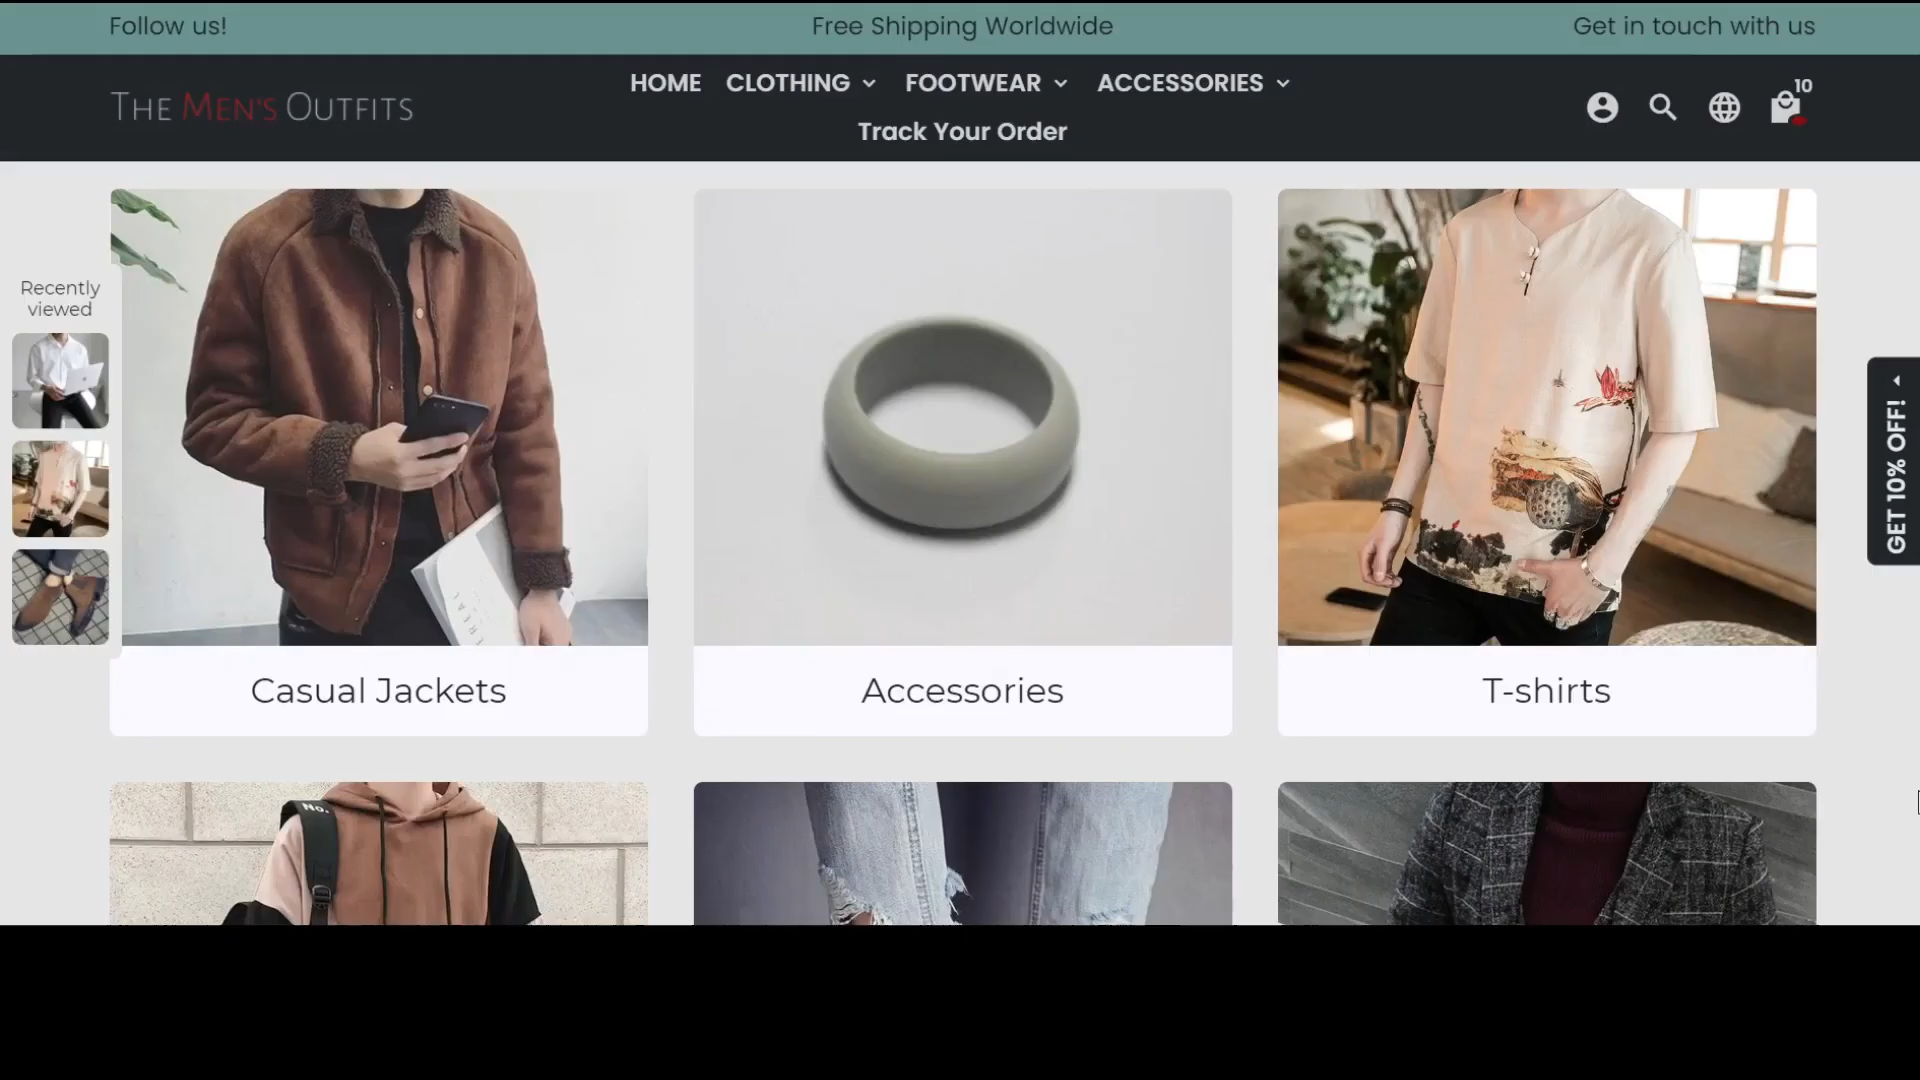 Follow us!
Free Shipping Worldwide
Get in touch with us
THE MEN'S OUTFITS
HOME CLOTHING FOOTWEAR ACCESSORIES
Track Your Order
10
Recently
viewed
GET 10% OFF!
Casual Jackets
Accessories
T-shirts
No.